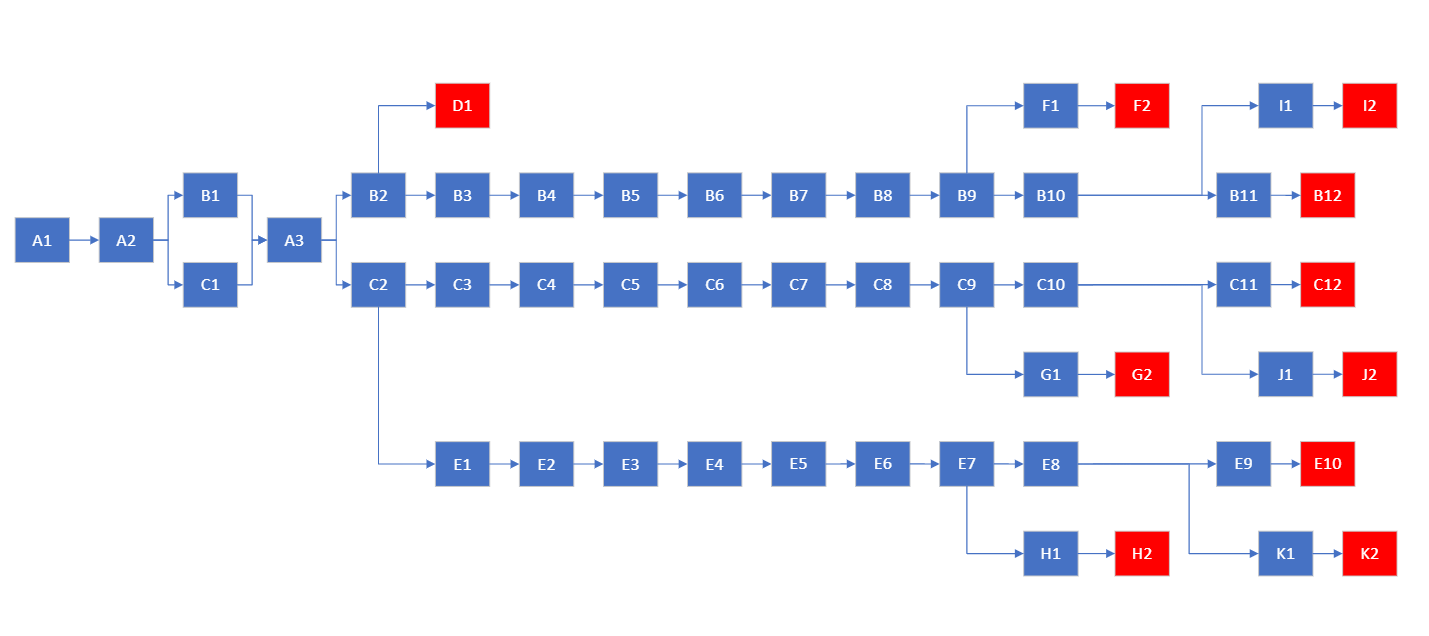 D1 F1 F2 I1 I2
B1 B2 B3 B4 B5 B6 B7 B8 B9 B10 B11 B12
A1 A2 A3
C1 C2 C3 C4 C5 C6 C7 C8 C9 C10 C11 C12
G1 G2 J1 J2
E1 E2 E3 E4 E5 E6 E7 E8 E9 E10
H1 H2 K1 K2